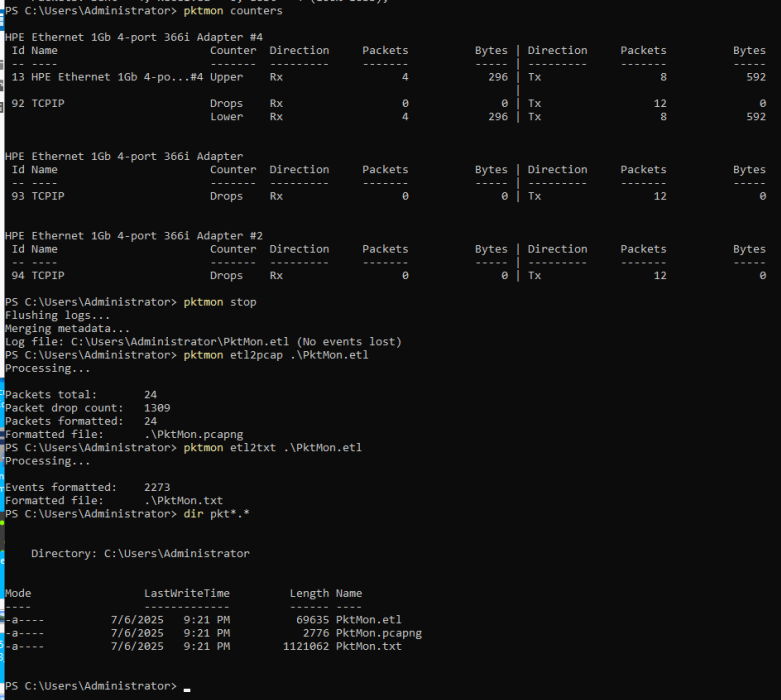 PS C:\Users\Administrator> pktmon counters
HPE Ethernet 1Gb 4-port 366i Adapter #4
Id Name Counter Direction Packets Bytes | Direction Packets Bytes
-- ---- ------- --------- ------- ----- | --------- ------- -----
13 HPE Ethernet 1Gb 4-po...#4 Upper Rx 4 296 | Tx 8 592
|
92 TCPIP Drops Rx 0 0 | Tx 12 0
Lower Rx 4 296 | Tx 8 592
HPE Ethernet 1Gb 4-port 366i Adapter
Id Name Counter Direction Packets Bytes | Direction Packets Bytes
-- ---- ------- --------- ------- ----- | --------- ------- -----
93 TCPIP Drops Rx 0 0 | Tx 12 0
HPE Ethernet 1Gb 4-port 366i Adapter #2
Id Name Counter Direction Packets Bytes | Direction Packets Bytes
-- ---- ------- --------- ------- ----- | --------- ------- -----
94 TCPIP Drops Rx 0 0 | Tx 12 0
PS C:\Users\Administrator> pktmon stop
Flushing logs...
Merging metadata...
Log file: C:\Users\Administrator\PktMon.etl (No events lost)
PS C:\Users\Administrator> pktmon etl2pcap .\PktMon.etl
Processing...
Packets total: 24
Packet drop count: 1309
Packets formatted: 24
Formatted file: .\PktMon.pcapng
PS C:\Users\Administrator> pktmon etl2txt .\PktMon.etl
Processing...
Events formatted: 2273
Formatted file: .\PktMon.txt
PS C:\Users\Administrator> dir pkt*.*
Directory: C:\Users\Administrator
Mode LastWriteTime Length Name
---- ------------- ------ ----
-a---- 7/6/2025 9:21 PM 69635 PktMon.etl
-a---- 7/6/2025 9:21 PM 2776 PktMon.pcapng
-a---- 7/6/2025 9:21 PM 1121062 PktMon.txt
PS C:\Users\Administrator>